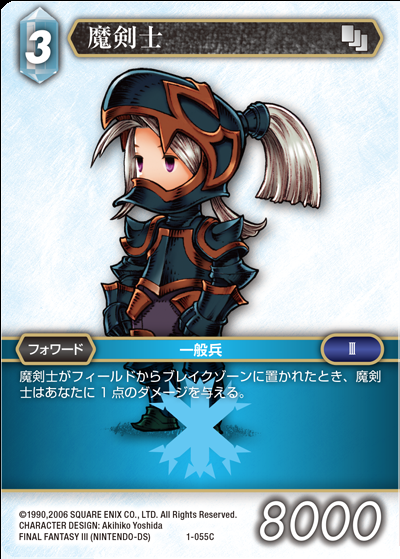 3
魔剣士
フォワード
一般兵
III
魔剣士がフィールドからブレイクゾーンに置かれたとき、魔剣
士はあなたに 1 点のダメージを与える。
©1990,2006 SQUARE ENIX CO., LTD. All Rights Reserved.
CHARACTER DESIGN: Akihiko Yoshida
FINAL FANTASY III (NINTENDO-DS)
1-055C
8000